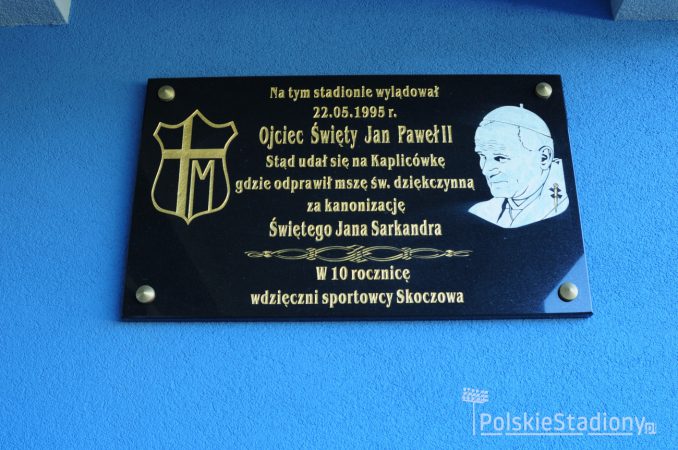 Na tym stadionie wylądował
22.05.1995 r.
Ojciec Święty Jan Paweł II
Stąd udał się na Kaplicówkę
gdzie odprawił mszę św. dziękczynną
za kanonizację
Świętego Jana Sarkandra
W 10 rocznicę
wdzięczni sportowcy Skoczowa
M
PolskieStadiony.pl